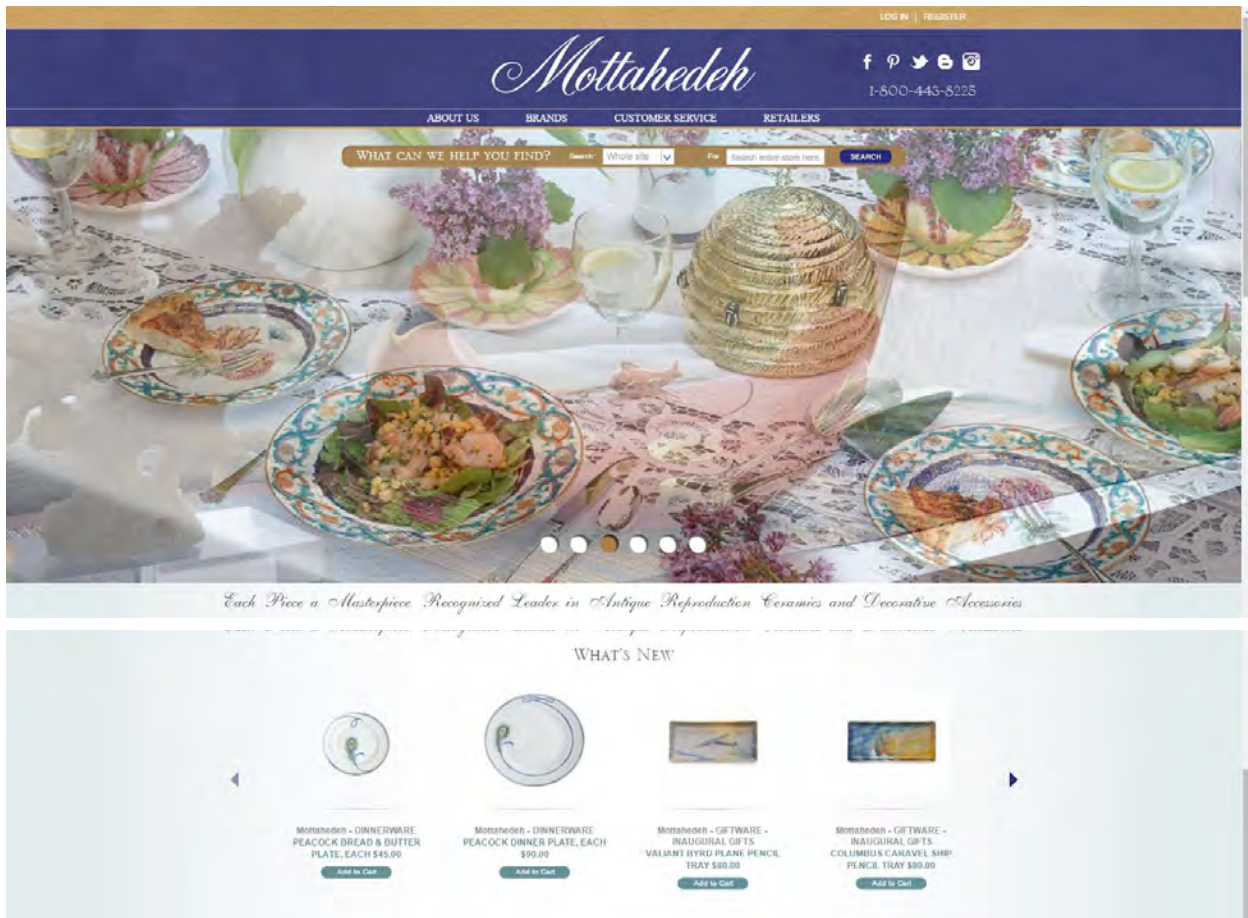 LOG IN | REGISTER
Mottahedeh
1-800-443-8225
ABOUT US BRANDS CUSTOMER SERVICE RETAILERS
WHAT CAN WE HELP YOU FIND? Search: Whole site For Search entire store here SEARCH
Each Piece a Masterpiece Recognized Leader in Antique Reproduction Ceramics and Decorative Accessories
WHAT'S NEW
Mottahedeh - DINNERWARE
PEACOCK BREAD & BUTTER
PLATE, EACH $45.00
Add to Cart
Mottahedeh - DINNERWARE
PEACOCK DINNER PLATE, EACH
$90.00
Add to Cart
Mottahedeh - GIFTWARE -
INAUGURAL GIFTS
VALIANT BYRD PLANE PENCIL
TRAY $80.00
Add to Cart
Mottahedeh - GIFTWARE -
INAUGURAL GIFTS
COLUMBUS CARAVEL SHIP
PENCIL TRAY $80.00
Add to Cart